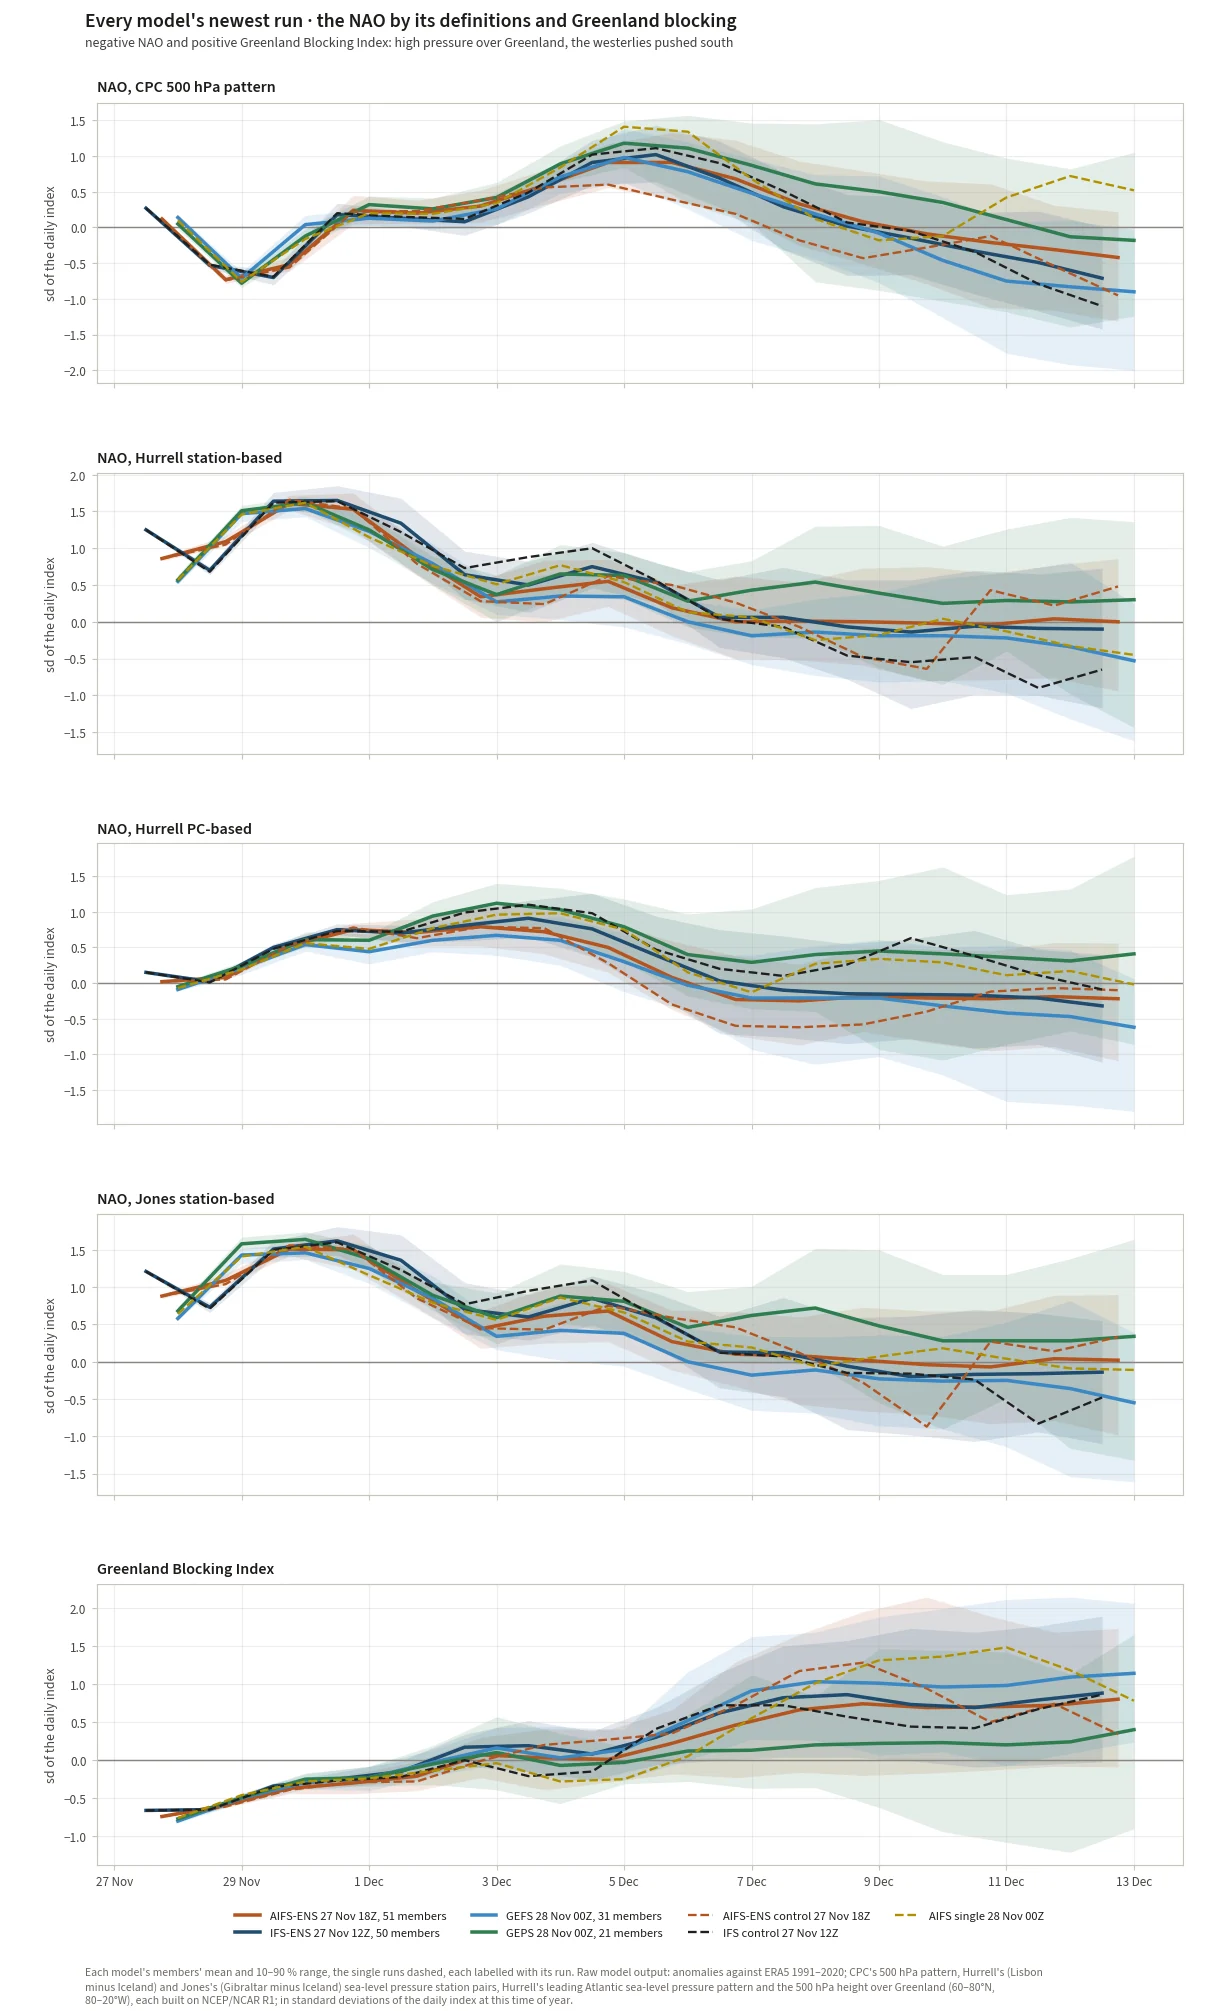 Every model's newest run · the NAO by its definitions and Greenland blocking
negative NAO and positive Greenland Blocking Index: high pressure over Greenland, the westerlies pushed south
NAO, CPC 500 hPa pattern
sd of the daily index
1.5
1.0
0.5
0.0
−0.5
−1.0
−1.5
−2.0
NAO, Hurrell station-based
sd of the daily index
2.0
1.5
1.0
0.5
0.0
−0.5
−1.0
−1.5
NAO, Hurrell PC-based
sd of the daily index
1.5
1.0
0.5
0.0
−0.5
−1.0
−1.5
NAO, Jones station-based
sd of the daily index
1.5
1.0
0.5
0.0
−0.5
−1.0
−1.5
Greenland Blocking Index
sd of the daily index
2.0
1.5
1.0
0.5
0.0
−0.5
−1.0
27 Nov 29 Nov 1 Dec 3 Dec 5 Dec 7 Dec 9 Dec 11 Dec 13 Dec
AIFS-ENS 27 Nov 18Z, 51 members GEFS 28 Nov 00Z, 31 members AIFS-ENS control 27 Nov 18Z AIFS single 28 Nov 00Z
IFS-ENS 27 Nov 12Z, 50 members GEPS 28 Nov 00Z, 21 members IFS control 27 Nov 12Z
Each model's members' mean and 10–90 % range, the single runs dashed, each labelled with its run. Raw model output: anomalies against ERA5 1991–2020; CPC's 500 hPa pattern, Hurrell's (Lisbon
minus Iceland) and Jones's (Gibraltar minus Iceland) sea-level pressure station pairs, Hurrell's leading Atlantic sea-level pressure pattern and the 500 hPa height over Greenland (60–80°N,
80–20°W), each built on NCEP/NCAR R1; in standard deviations of the daily index at this time of year.